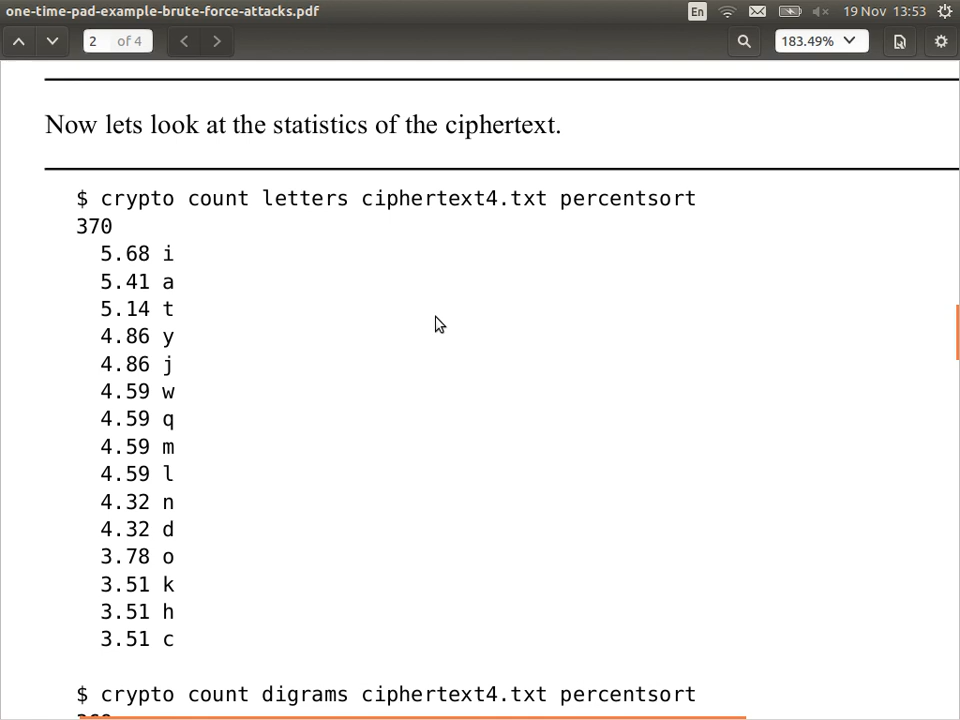 one-time-pad-example-brute-force-attacks.pdf En 19 Nov 13:53
2 of 4 183.49%
Now lets look at the statistics of the ciphertext.
$ crypto count letters ciphertext4.txt percentsort
370
5.68 i
5.41 a
5.14 t
4.86 y
4.86 j
4.59 w
4.59 q
4.59 m
4.59 l
4.32 n
4.32 d
3.78 o
3.51 k
3.51 h
3.51 c
$ crypto count digrams ciphertext4.txt percentsort